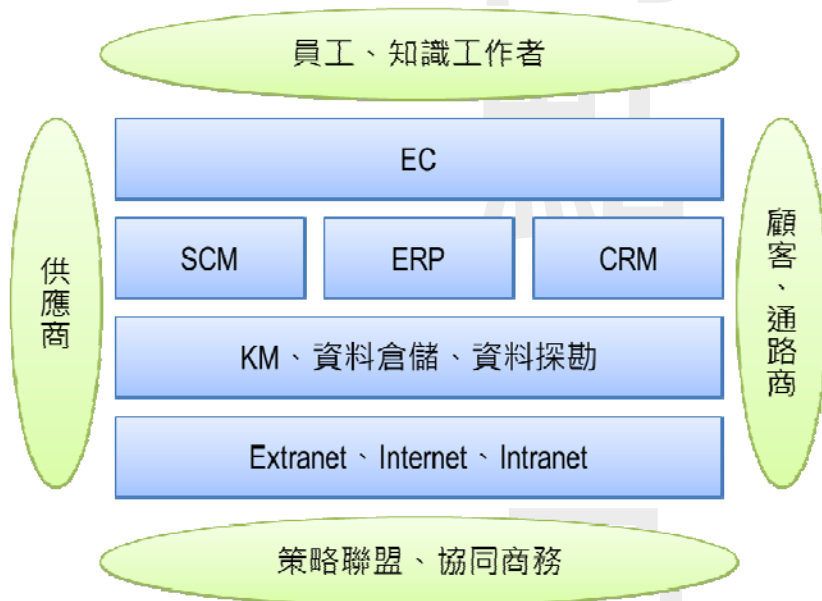 員工、知識工作者
EC
供應商
SCM
ERP
CRM
顧客、通路商
KM、資料倉儲、資料探勘
Extranet、Internet、Intranet
策略聯盟、協同商務